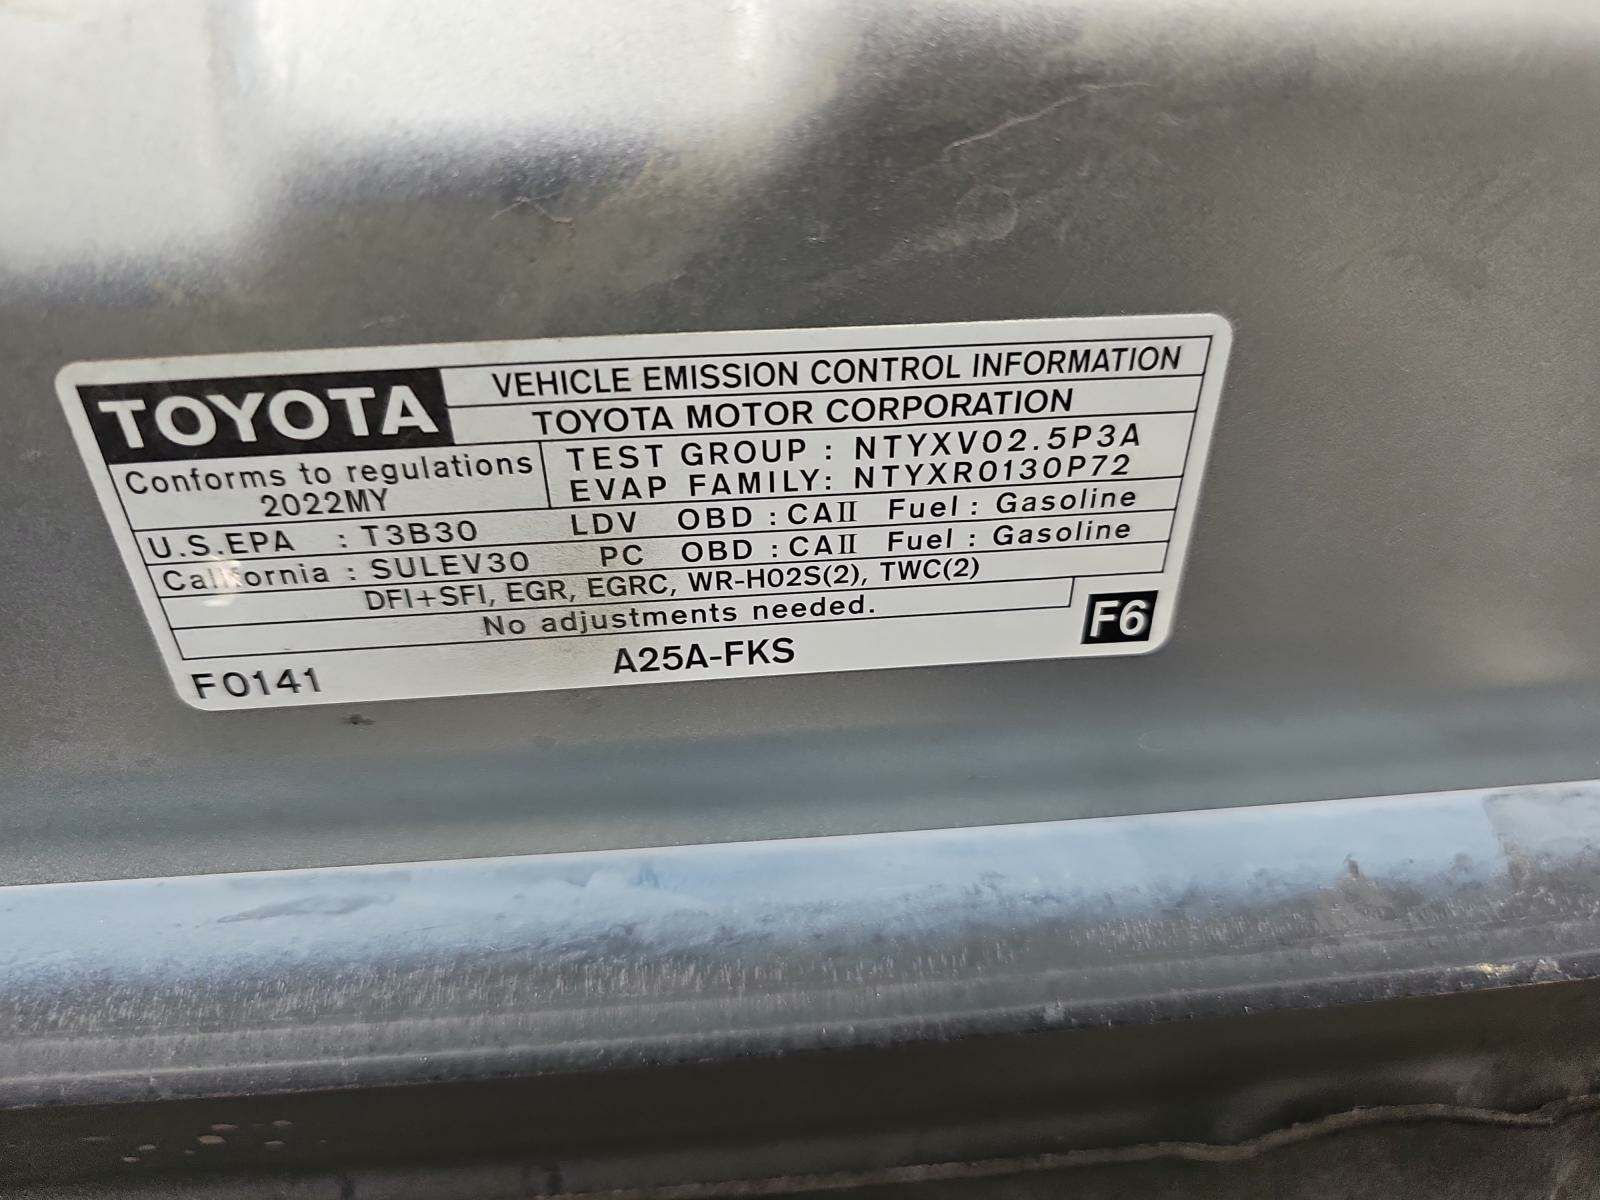 TOYOTA
VEHICLE EMISSION CONTROL INFORMATION
TOYOTA MOTOR CORPORATION
Conforms to regulations
2022MY
TEST GROUP : NTYXV02.5P3A
EVAP FAMILY: NTYXR0130P72
U.S.EPA : T3B30 LDV OBD : CAII Fuel : Gasoline
California : SULEV30 PC OBD : CAII Fuel : Gasoline
DFI+SFI, EGR, EGRC, WR-HO2S(2), TWC(2)
No adjustments needed.
F0141
A25A-FKS
F6